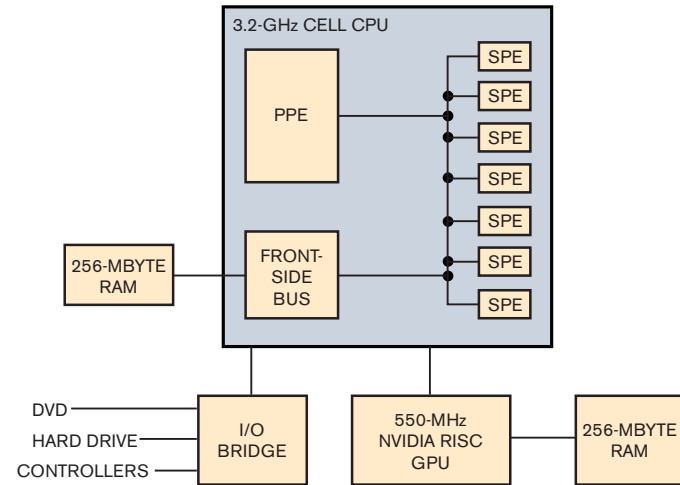 3.2-GHz CELL CPU
PPE
SPE
SPE
SPE
SPE
SPE
SPE
SPE
256-MBYTE
RAM
FRONT-
SIDE
BUS
DVD
HARD DRIVE
CONTROLLERS
I/O
BRIDGE
550-MHz
NVIDIA RISC
GPU
256-MBYTE
RAM